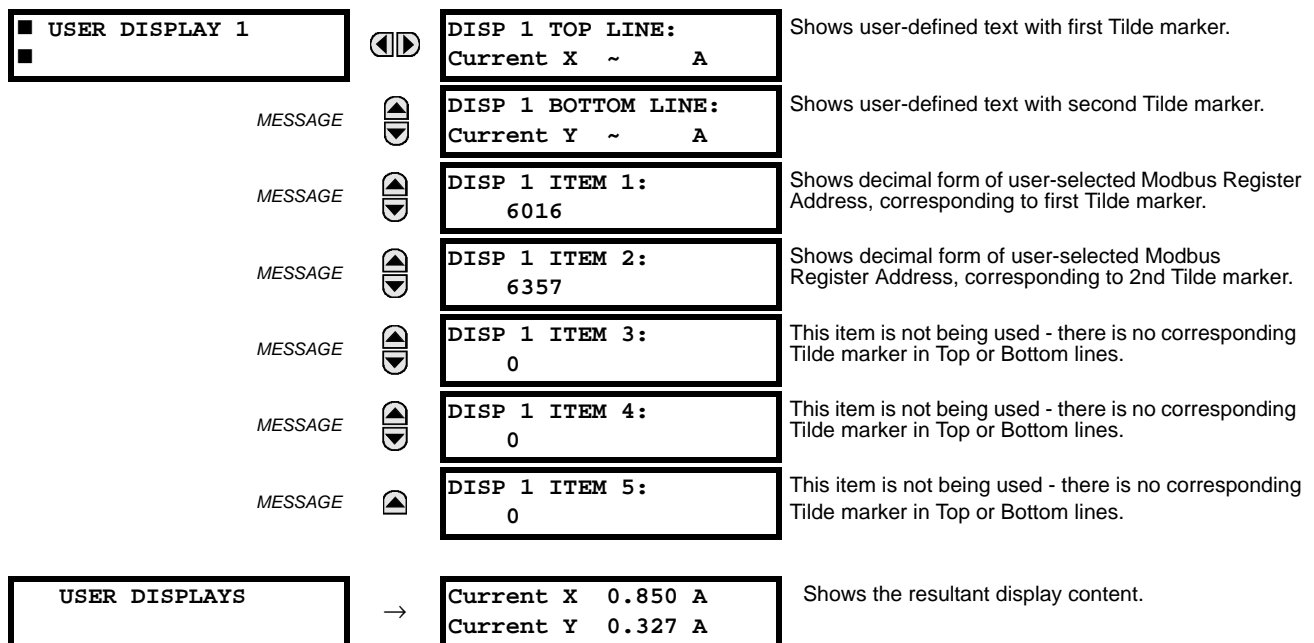 ■ USER DISPLAY 1
■
DISP 1 TOP LINE:
Current X ~ A
Shows user-defined text with first Tilde marker.
MESSAGE
DISP 1 BOTTOM LINE:
Current Y ~ A
Shows user-defined text with second Tilde marker.
MESSAGE
DISP 1 ITEM 1:
6016
Shows decimal form of user-selected Modbus Register
Address, corresponding to first Tilde marker.
MESSAGE
DISP 1 ITEM 2:
6357
Shows decimal form of user-selected Modbus
Register Address, corresponding to 2nd Tilde marker.
MESSAGE
DISP 1 ITEM 3:
0
This item is not being used - there is no corresponding
Tilde marker in Top or Bottom lines.
MESSAGE
DISP 1 ITEM 4:
0
This item is not being used - there is no corresponding
Tilde marker in Top or Bottom lines.
MESSAGE
DISP 1 ITEM 5:
0
This item is not being used - there is no corresponding
Tilde marker in Top or Bottom lines.
USER DISPLAYS
→
Current X 0.850 A
Current Y 0.327 A
Shows the resultant display content.